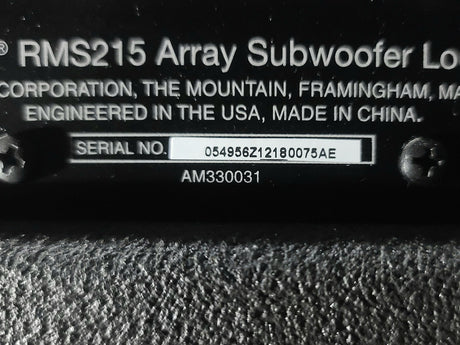 ® RMS215 Array Subwoofer Lo
CORPORATION, THE MOUNTAIN, FRAMINGHAM, MA
ENGINEERED IN THE USA, MADE IN CHINA.
SERIAL NO. 054956Z12180075AE
AM330031